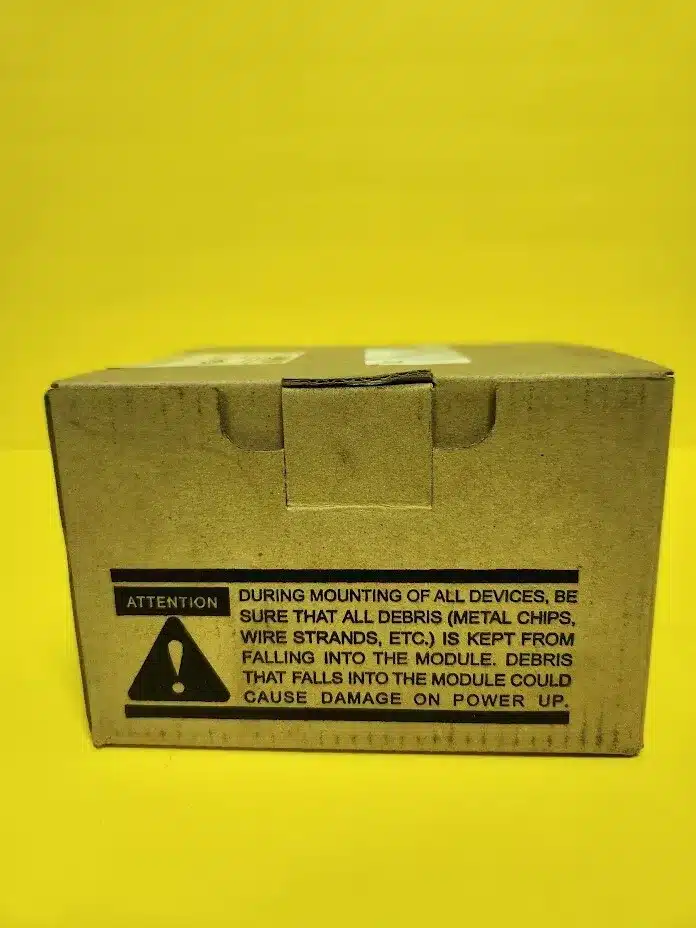 ATTENTION
DURING MOUNTING OF ALL DEVICES, BE
SURE THAT ALL DEBRIS (METAL CHIPS,
WIRE STRANDS, ETC.) IS KEPT FROM
FALLING INTO THE MODULE. DEBRIS
THAT FALLS INTO THE MODULE COULD
CAUSE DAMAGE ON POWER UP.